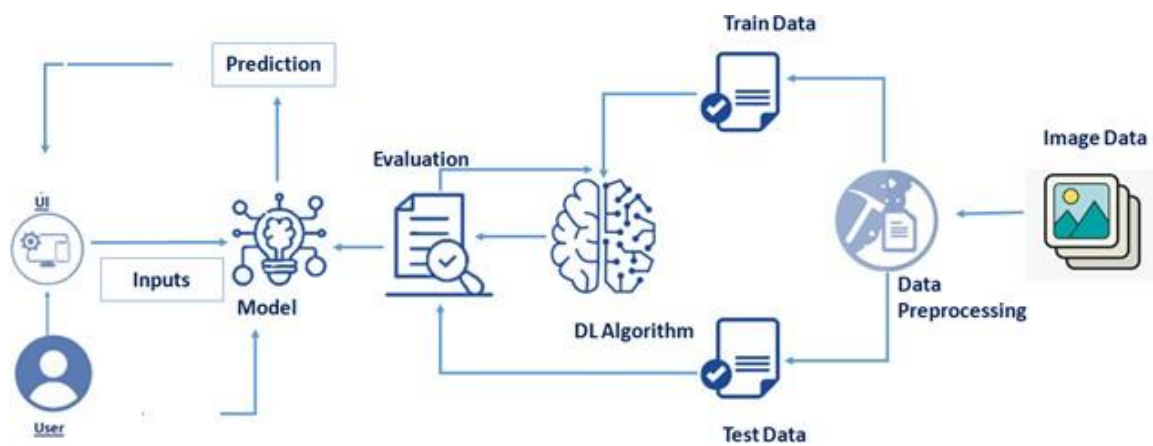 Train Data
Prediction
Image Data
Evaluation
UI
Inputs
Model
Data
Preprocessing
DL Algorithm
User
Test Data